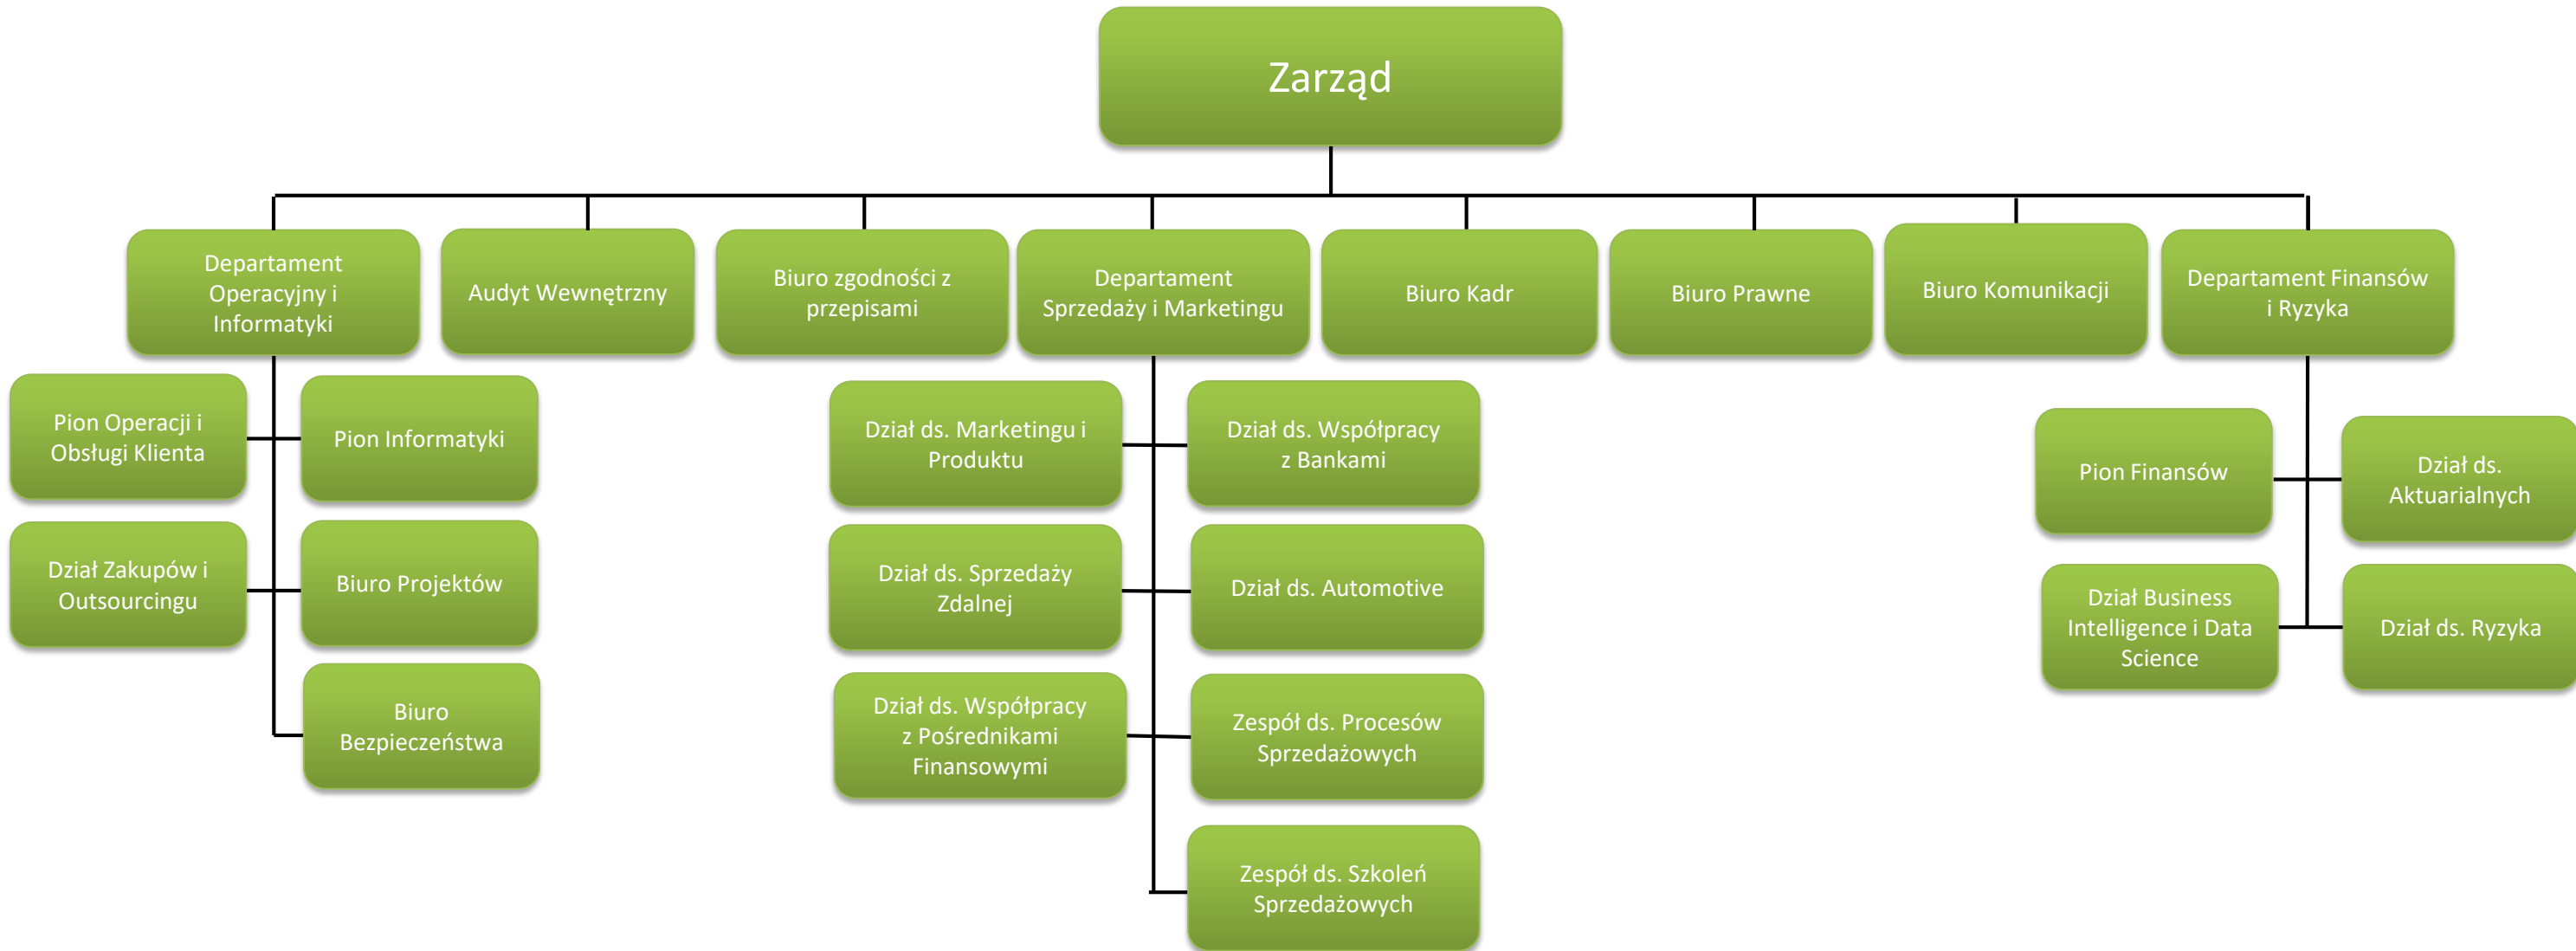 Zarząd
Departament
Operacyjny i
Informatyki
Audyt Wewnętrzny
Biuro zgodności z
przepisami
Departament
Sprzedaży i Marketingu
Biuro Kadr
Biuro Prawne
Biuro Komunikacji
Departament Finansów
i Ryzyka
Pion Operacji i
Obsługi Klienta
Pion Informatyki
Dział Zakupów i
Outsourcingu
Biuro Projektów
Biuro
Bezpieczeństwa
Dział ds. Marketingu i
Produktu
Dział ds. Współpracy
z Bankami
Dział ds. Sprzedaży
Zdalnej
Dział ds. Automotive
Dział ds. Współpracy
z Pośrednikami
Finansowymi
Zespół ds. Procesów
Sprzedażowych
Zespół ds. Szkoleń
Sprzedażowych
Pion Finansów
Dział ds.
Aktuarialnych
Dział Business
Intelligence i Data
Science
Dział ds. Ryzyka